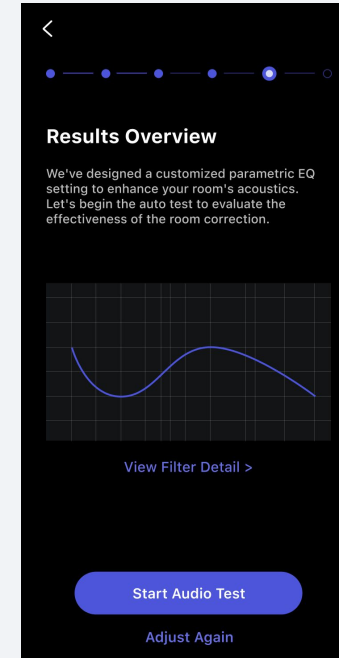 Results Overview
We've designed a customized parametric EQ
setting to enhance your room's acoustics.
Let's begin the auto test to evaluate the
effectiveness of the room correction.
View Filter Detail >
Start Audio Test
Adjust Again